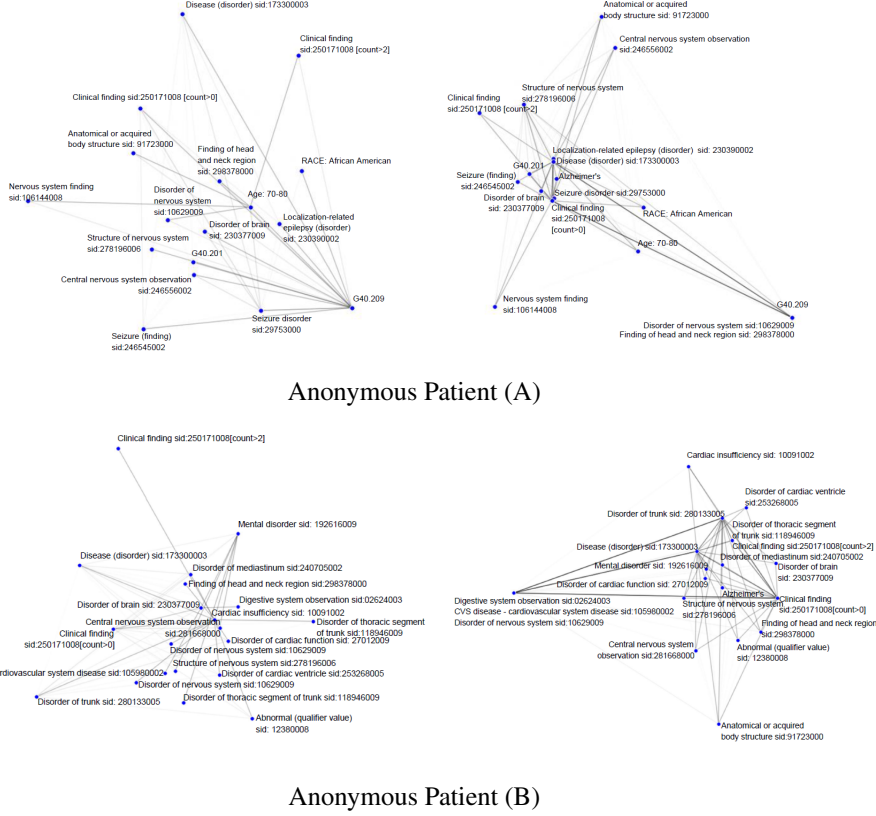 Disease (disorder) sid:173300003
Clinical finding
sid:250171008 [count>2]
Clinical finding sid:250171008 [count>0]
Anatomical or acquired
body structure sid: 91723000
Finding of head
and neck region
sid: 298378000
RACE: African American
Nervous system finding
sid:106144008
Disorder of
nervous system
sid:10629009
Age: 70-80
Localization-related
epilepsy (disorder)
sid: 230390002
Disorder of brain
sid: 230377009
Structure of nervous system
sid:278196006
G40.201
Central nervous system observation
sid:246556002
G40.209
Seizure disorder
sid:29753000
Seizure (finding)
sid:246545002
Anatomical or acquired
body structure sid: 91723000
Central nervous system observation
sid:246556002
Structure of nervous system
sid:278196006
Clinical finding
sid:250171008 [count>2]
Localization-related epilepsy (disorder) sid: 230390002
Disease (disorder) sid:173300003
G40.201
Alzheimer's
Seizure (finding)
sid:246545002
Seizure disorder sid:29753000
Disorder of brain
sid: 230377009
Clinical finding
sid:250171008
[count>0]
RACE: African American
Age: 70-80
Nervous system finding
sid:106144008
G40.209
Disorder of nervous system sid:10629009
Finding of head and neck region sid: 298378000
Anonymous Patient (A)
Clinical finding sid:250171008[count>2]
Mental disorder sid: 192616009
Disease (disorder) sid:173300003
Disorder of mediastinum sid:240705002
Finding of head and neck region sid:298378000
Digestive system observation sid:02624003
Disorder of brain sid: 230377009
Cardiac insufficiency sid: 10091002
Central nervous system observation
sid:281668000
Disorder of thoracic segment
of trunk sid:118946009
Clinical finding
sid:250171008[count>0]
Disorder of cardiac function sid: 27012009
Disorder of nervous system sid:10629009
Structure of nervous system sid:278196006
rdiovascular system disease sid:105980002
Disorder of cardiac ventricle sid:253268005
Disorder of nervous system sid:10629009
Disorder of trunk sid: 280133005
Disorder of thoracic segment of trunk sid:118946009
Abnormal (qualifier value)
sid: 12380008
Cardiac insufficiency sid: 10091002
Disorder of cardiac ventricle
sid:253268005
Disorder of trunk sid: 280133005
Disorder of thoracic segment
of trunk sid:118946009
Disease (disorder) sid:173300003
Clinical finding sid:250171008[count>2]
Disorder of mediastinum sid:240705002
Mental disorder sid: 192616009
Disorder of brain
sid: 230377009
Disorder of cardiac function sid: 27012009
Alzheimer's
Digestive system observation sid:02624003
CVS disease - cardiovascular system disease sid:105980002
Disorder of nervous system sid:10629009
Structure of nervous system
sid:278196006
Clinical finding
sid:250171008[count>0]
Finding of head and neck region
sid:298378000
Central nervous system
observation sid:281668000
Abnormal (qualifier value)
sid: 12380008
Anatomical or acquired
body structure sid:91723000
Anonymous Patient (B)